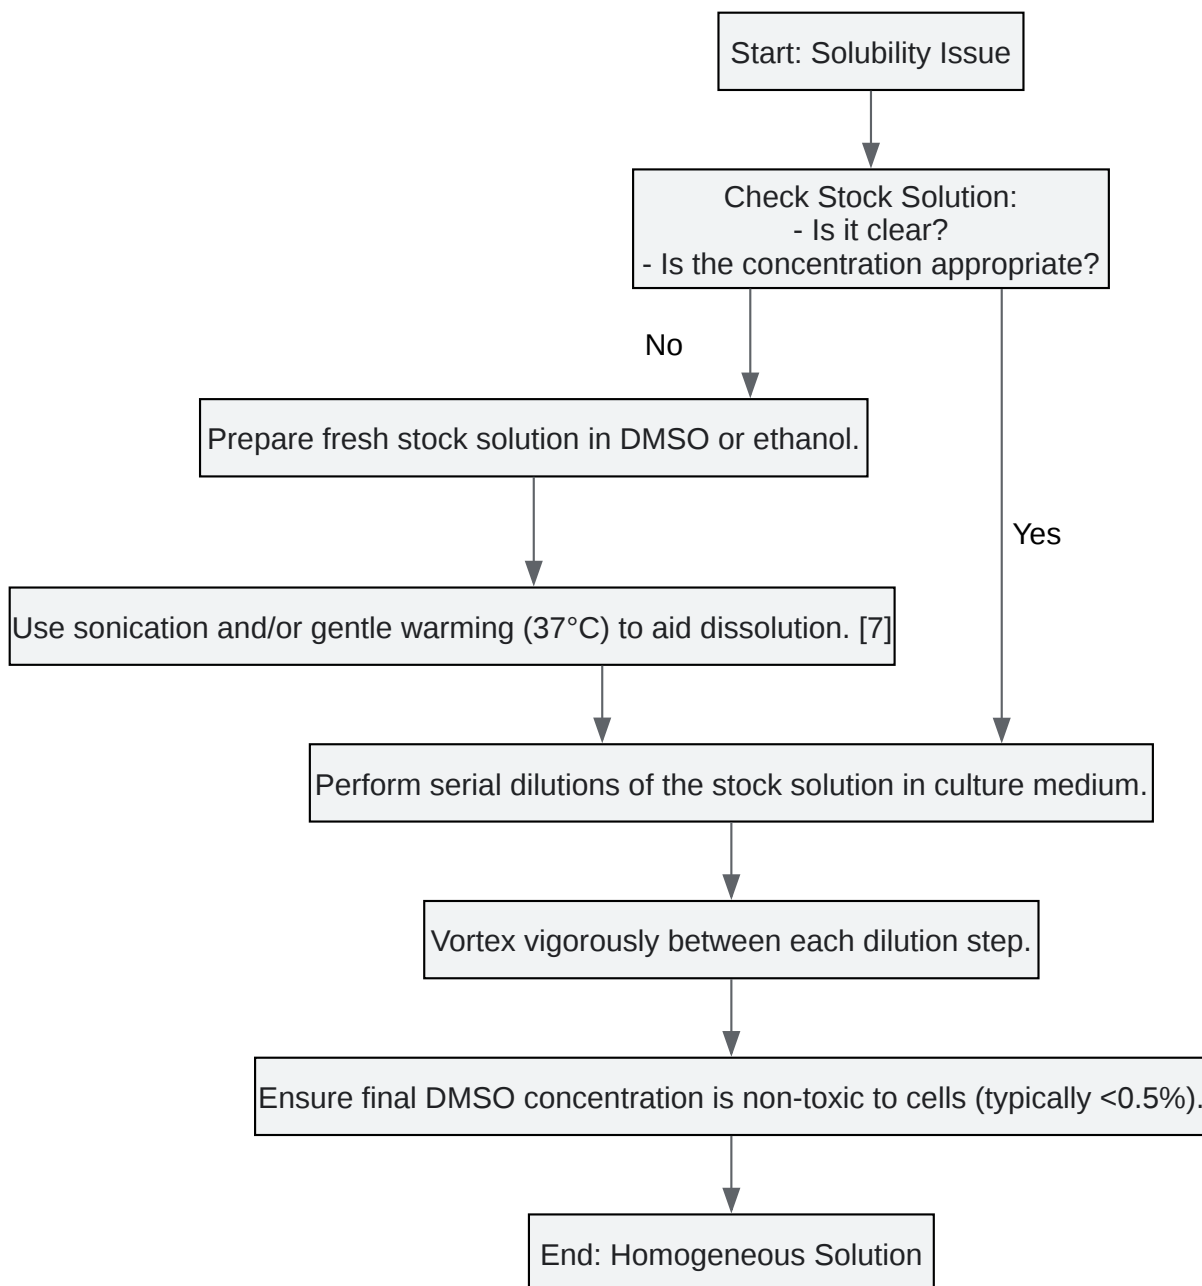 Start: Solubility Issue
Check Stock Solution:
- Is it clear?
- Is the concentration appropriate?
No
Prepare fresh stock solution in DMSO or ethanol.
Yes
Use sonication and/or gentle warming (37°C) to aid dissolution. [7]
Perform serial dilutions of the stock solution in culture medium.
Vortex vigorously between each dilution step.
Ensure final DMSO concentration is non-toxic to cells (typically <0.5%).
End: Homogeneous Solution